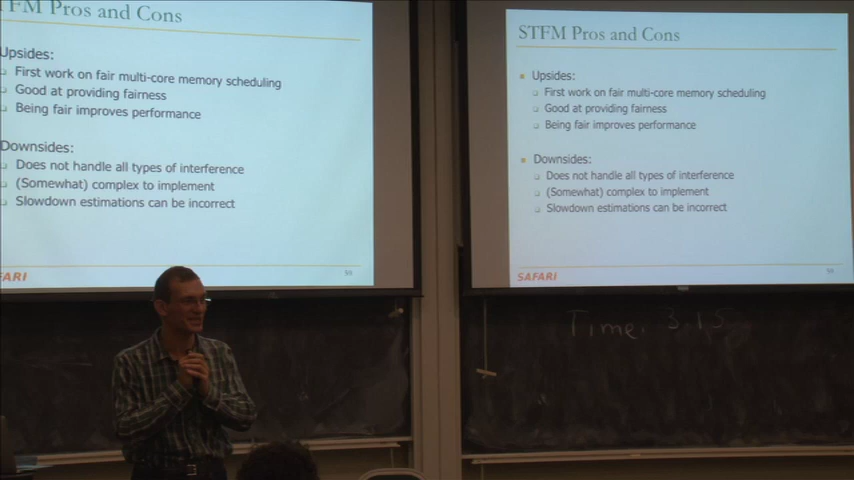 TFM Pros and Cons
Upsides:
First work on fair multi-core memory scheduling
Good at providing fairness
Being fair improves performance
Downsides:
Does not handle all types of interference
(Somewhat) complex to implement
Slowdown estimations can be incorrect
FARI
STFM Pros and Cons
Upsides:
First work on fair multi-core memory scheduling
Good at providing fairness
Being fair improves performance
Downsides:
Does not handle all types of interference
(Somewhat) complex to implement
Slowdown estimations can be incorrect
SAFARI
Time. 3.15